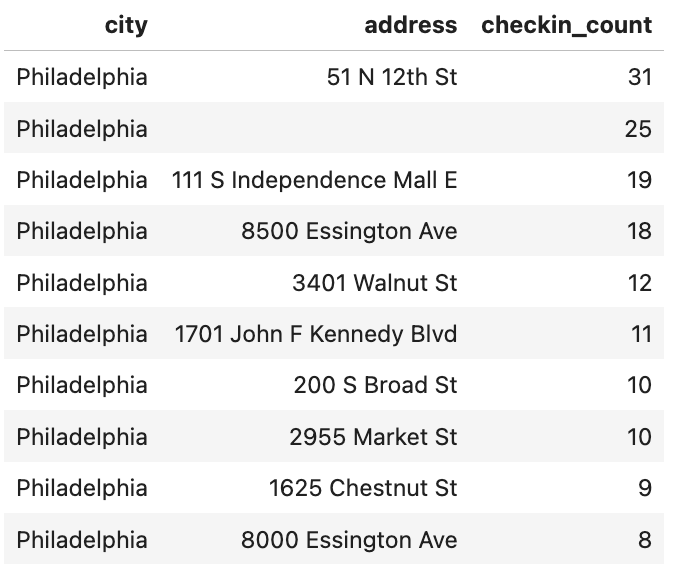 city address checkin_count
Philadelphia 51 N 12th St 31
Philadelphia 25
Philadelphia 111 S Independence Mall E 19
Philadelphia 8500 Essington Ave 18
Philadelphia 3401 Walnut St 12
Philadelphia 1701 John F Kennedy Blvd 11
Philadelphia 200 S Broad St 10
Philadelphia 2955 Market St 10
Philadelphia 1625 Chestnut St 9
Philadelphia 8000 Essington Ave 8